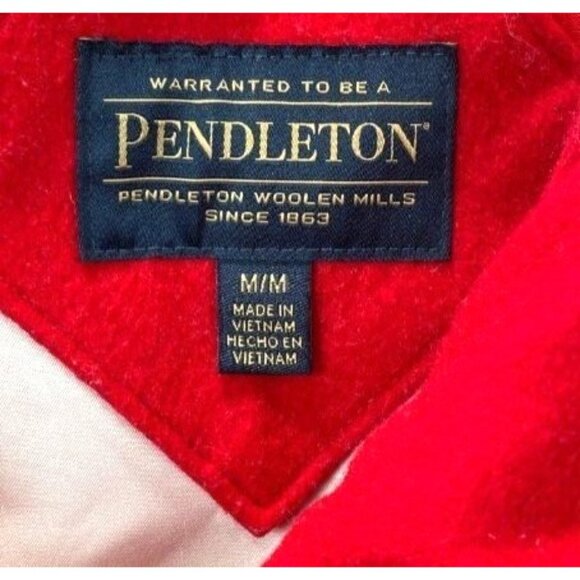 WARRANTED TO BE A
PENDLETON®
PENDLETON WOOLEN MILLS
SINCE 1863
M/M
MADE IN
VIETNAM
HECHO EN
VIETNAM